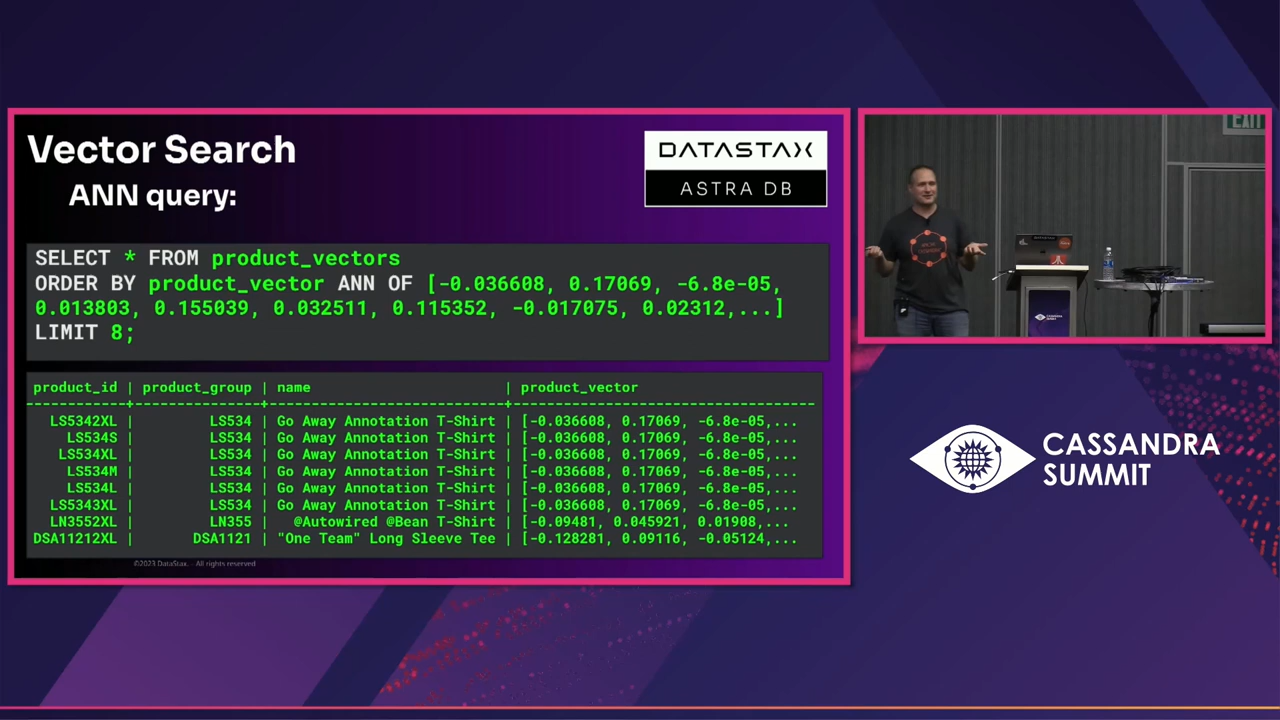 Vector Search
ANN query:
DATASTAX
ASTRA DB
SELECT * FROM product_vectors
ORDER BY product_vector ANN OF [-0.036608, 0.17069, -6.8e-05,
0.013803, 0.155039, 0.032511, 0.115352, -0.017075, 0.02312,...]
LIMIT 8;
product_id | product_group | name | product_vector
LS5342XL | LS534 | Go Away Annotation T-Shirt | [-0.036608, 0.17069, -6.8e-05,...
LS534S | LS534 | Go Away Annotation T-Shirt | [-0.036608, 0.17069, -6.8e-05,...
LS534XL | LS534 | Go Away Annotation T-Shirt | [-0.036608, 0.17069, -6.8e-05,...
LS534M | LS534 | Go Away Annotation T-Shirt | [-0.036608, 0.17069, -6.8e-05,...
LS534L | LS534 | Go Away Annotation T-Shirt | [-0.036608, 0.17069, -6.8e-05,...
LS5343XL | LS534 | Go Away Annotation T-Shirt | [-0.036608, 0.17069, -6.8e-05,...
LN3552XL | LN355 | @Autowired @Bean T-Shirt | [-0.09481, 0.045921, 0.01908,...
DSA11212XL | DSA1121 | "One Team" Long Sleeve Tee | [-0.128281, 0.09116, -0.05124,...
©2023 DataStax. - All rights reserved
EXIT
CASSANDRA
SUMMIT